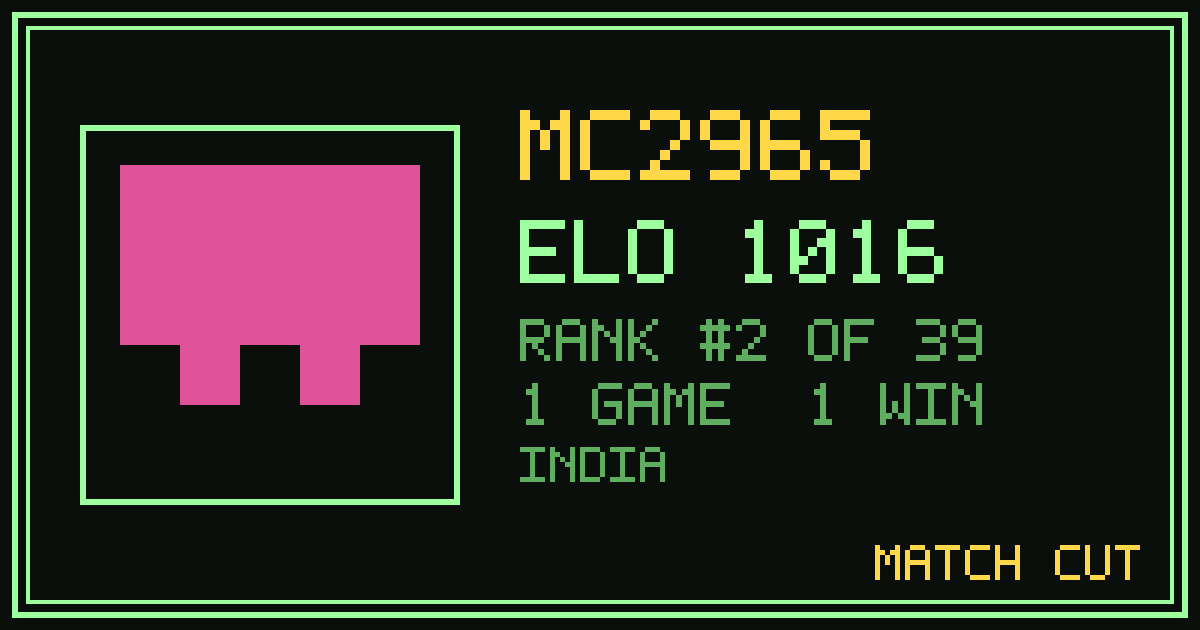 MC2965
ELO 1016
RANK #2 OF 39
1 GAME  1 WIN
INDIA
MATCH CUT